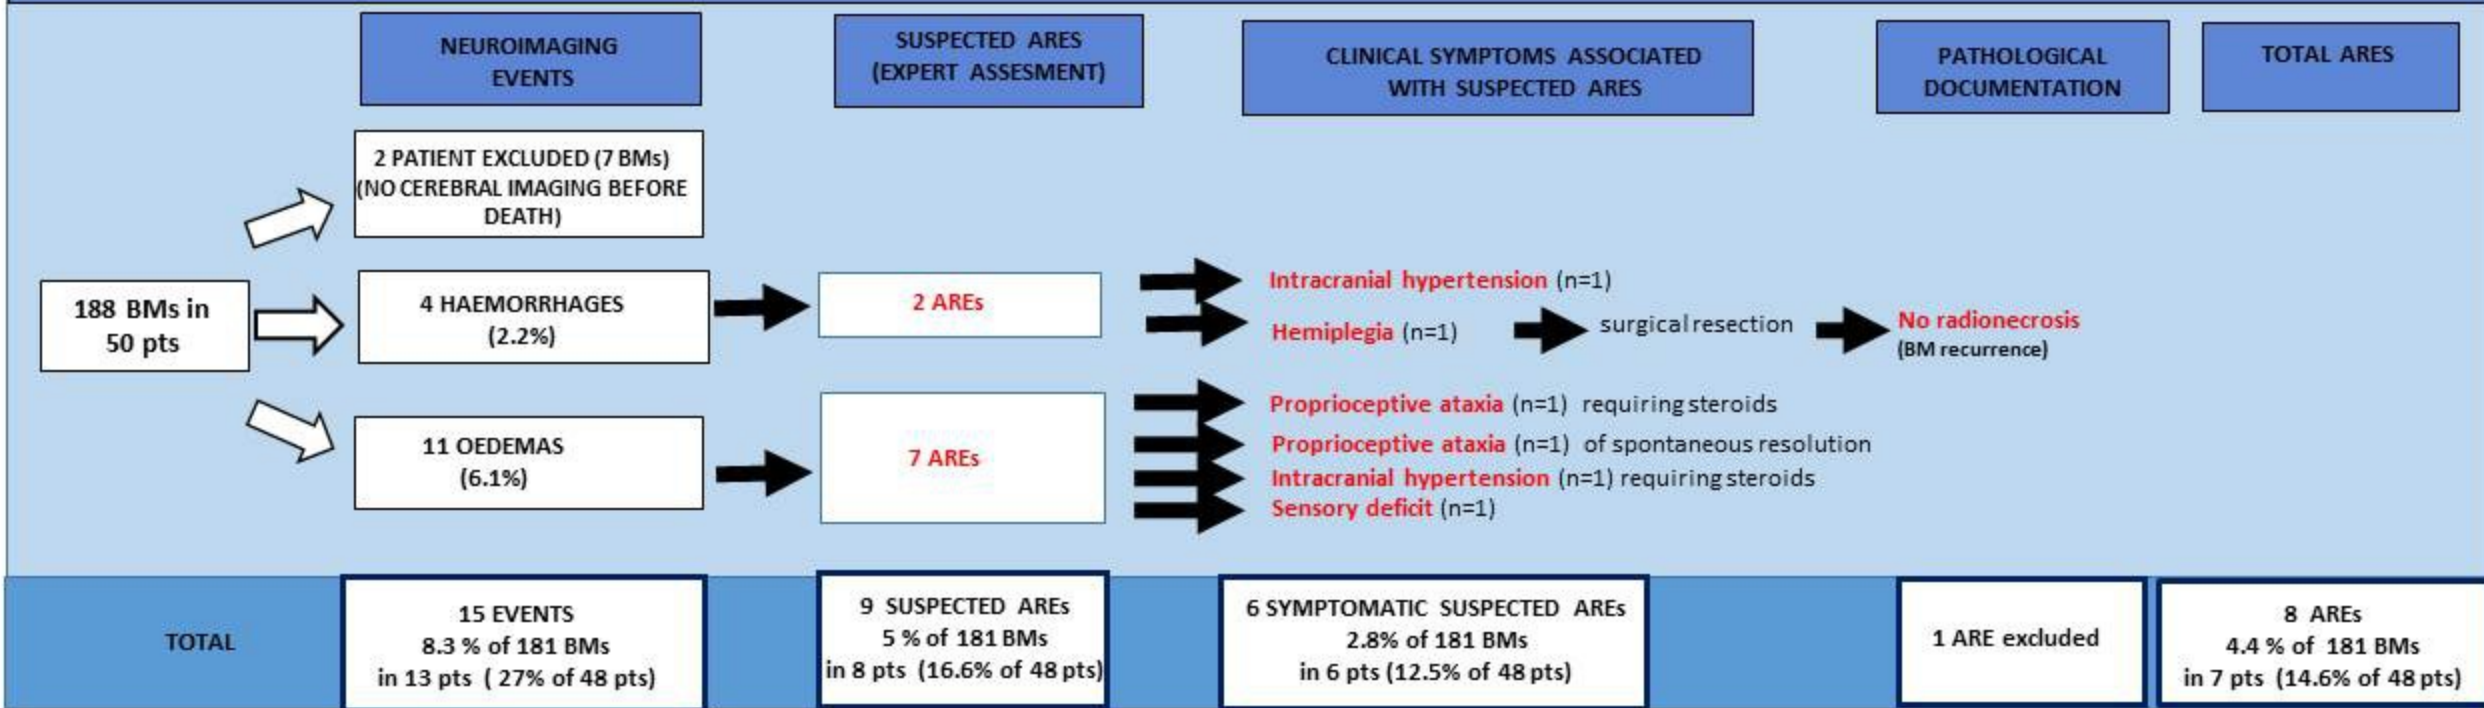 NEUROIMAGING
EVENTS
SUSPECTED ARES
(EXPERT ASSESMENT)
CLINICAL SYMPTOMS ASSOCIATED
WITH SUSPECTED ARES
PATHOLOGICAL
DOCUMENTATION
TOTAL ARES
2 PATIENT EXCLUDED (7 BMs)
(NO CEREBRAL IMAGING BEFORE
DEATH)
188 BMs in
50 pts
4 HAEMORRHAGES
(2.2%)
2 AREs
Intracranial hypertension (n=1)
Hemiplegia (n=1)
surgical resection
No radionecrosis
(BM recurrence)
11 OEDEMAS
(6.1%)
7 AREs
Proprioceptive ataxia (n=1) requiring steroids
Proprioceptive ataxia (n=1) of spontaneous resolution
Intracranial hypertension (n=1) requiring steroids
Sensory deficit (n=1)
TOTAL
15 EVENTS
8.3 % of 181 BMs
in 13 pts ( 27% of 48 pts)
9 SUSPECTED AREs
5 % of 181 BMs
in 8 pts (16.6% of 48 pts)
6 SYMPTOMATIC SUSPECTED AREs
2.8% of 181 BMs
in 6 pts (12.5% of 48 pts)
1 ARE excluded
8 AREs
4.4 % of 181 BMs
in 7 pts (14.6% of 48 pts)